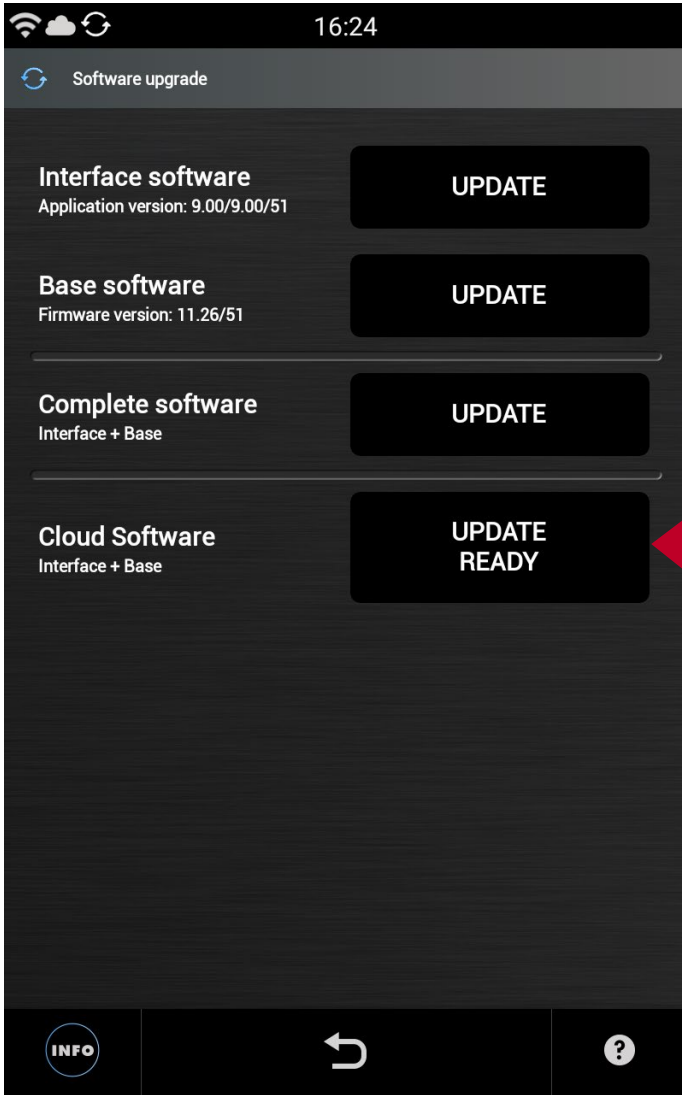 16:24
Software upgrade
Interface software
Application version: 9.00/9.00/51
UPDATE
Base software
Firmware version: 11.26/51
UPDATE
Complete software
Interface + Base
UPDATE
Cloud Software
Interface + Base
UPDATE
READY
INFO
?